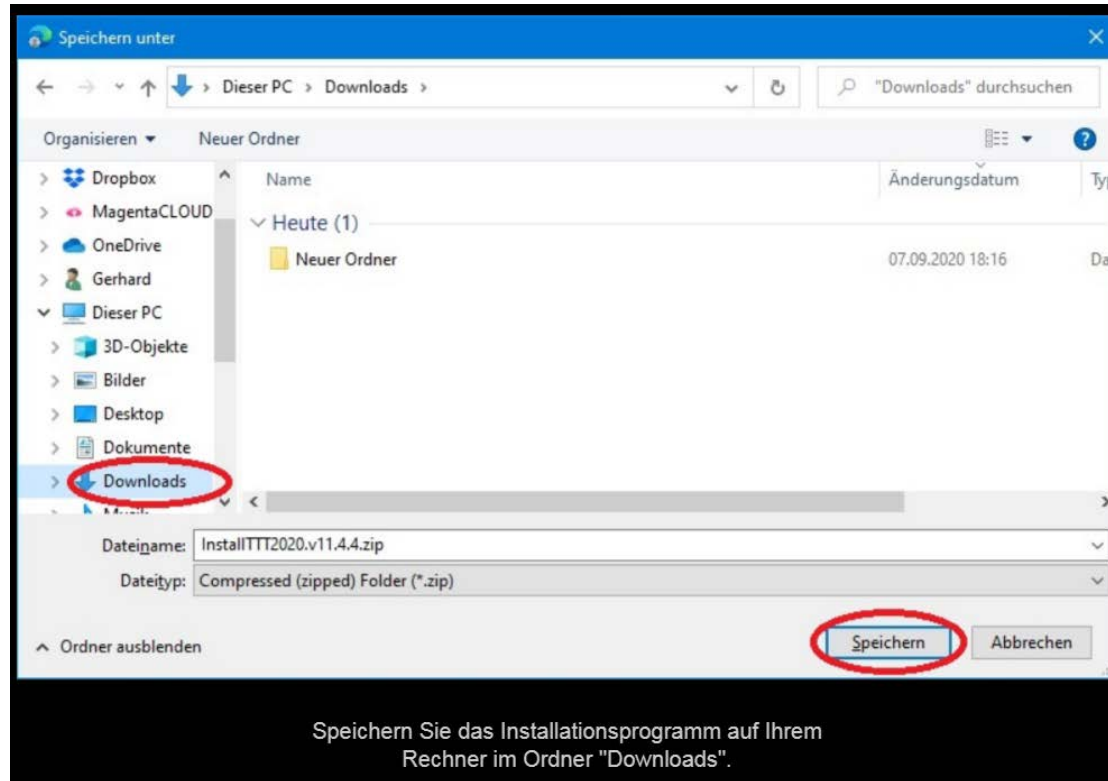 Speichern unter
Dieser PC > Downloads >
"Downloads" durchsuchen
Organisieren
Neuer Ordner
Name
Änderungsdatum
Dropbox
MagentaCLOUD
OneDrive
Gerhard
Dieser PC
3D-Objekte
Bilder
Desktop
Dokumente
Downloads
Heute (1)
Neuer Ordner
07.09.2020 18:16
Dateiname: InstallTTT2020.v11.4.4.zip
Dateityp: Compressed (zipped) Folder (*.zip)
Ordner ausblenden
Speichern
Abbrechen
Speichern Sie das Installationsprogramm auf Ihrem
Rechner im Ordner "Downloads".